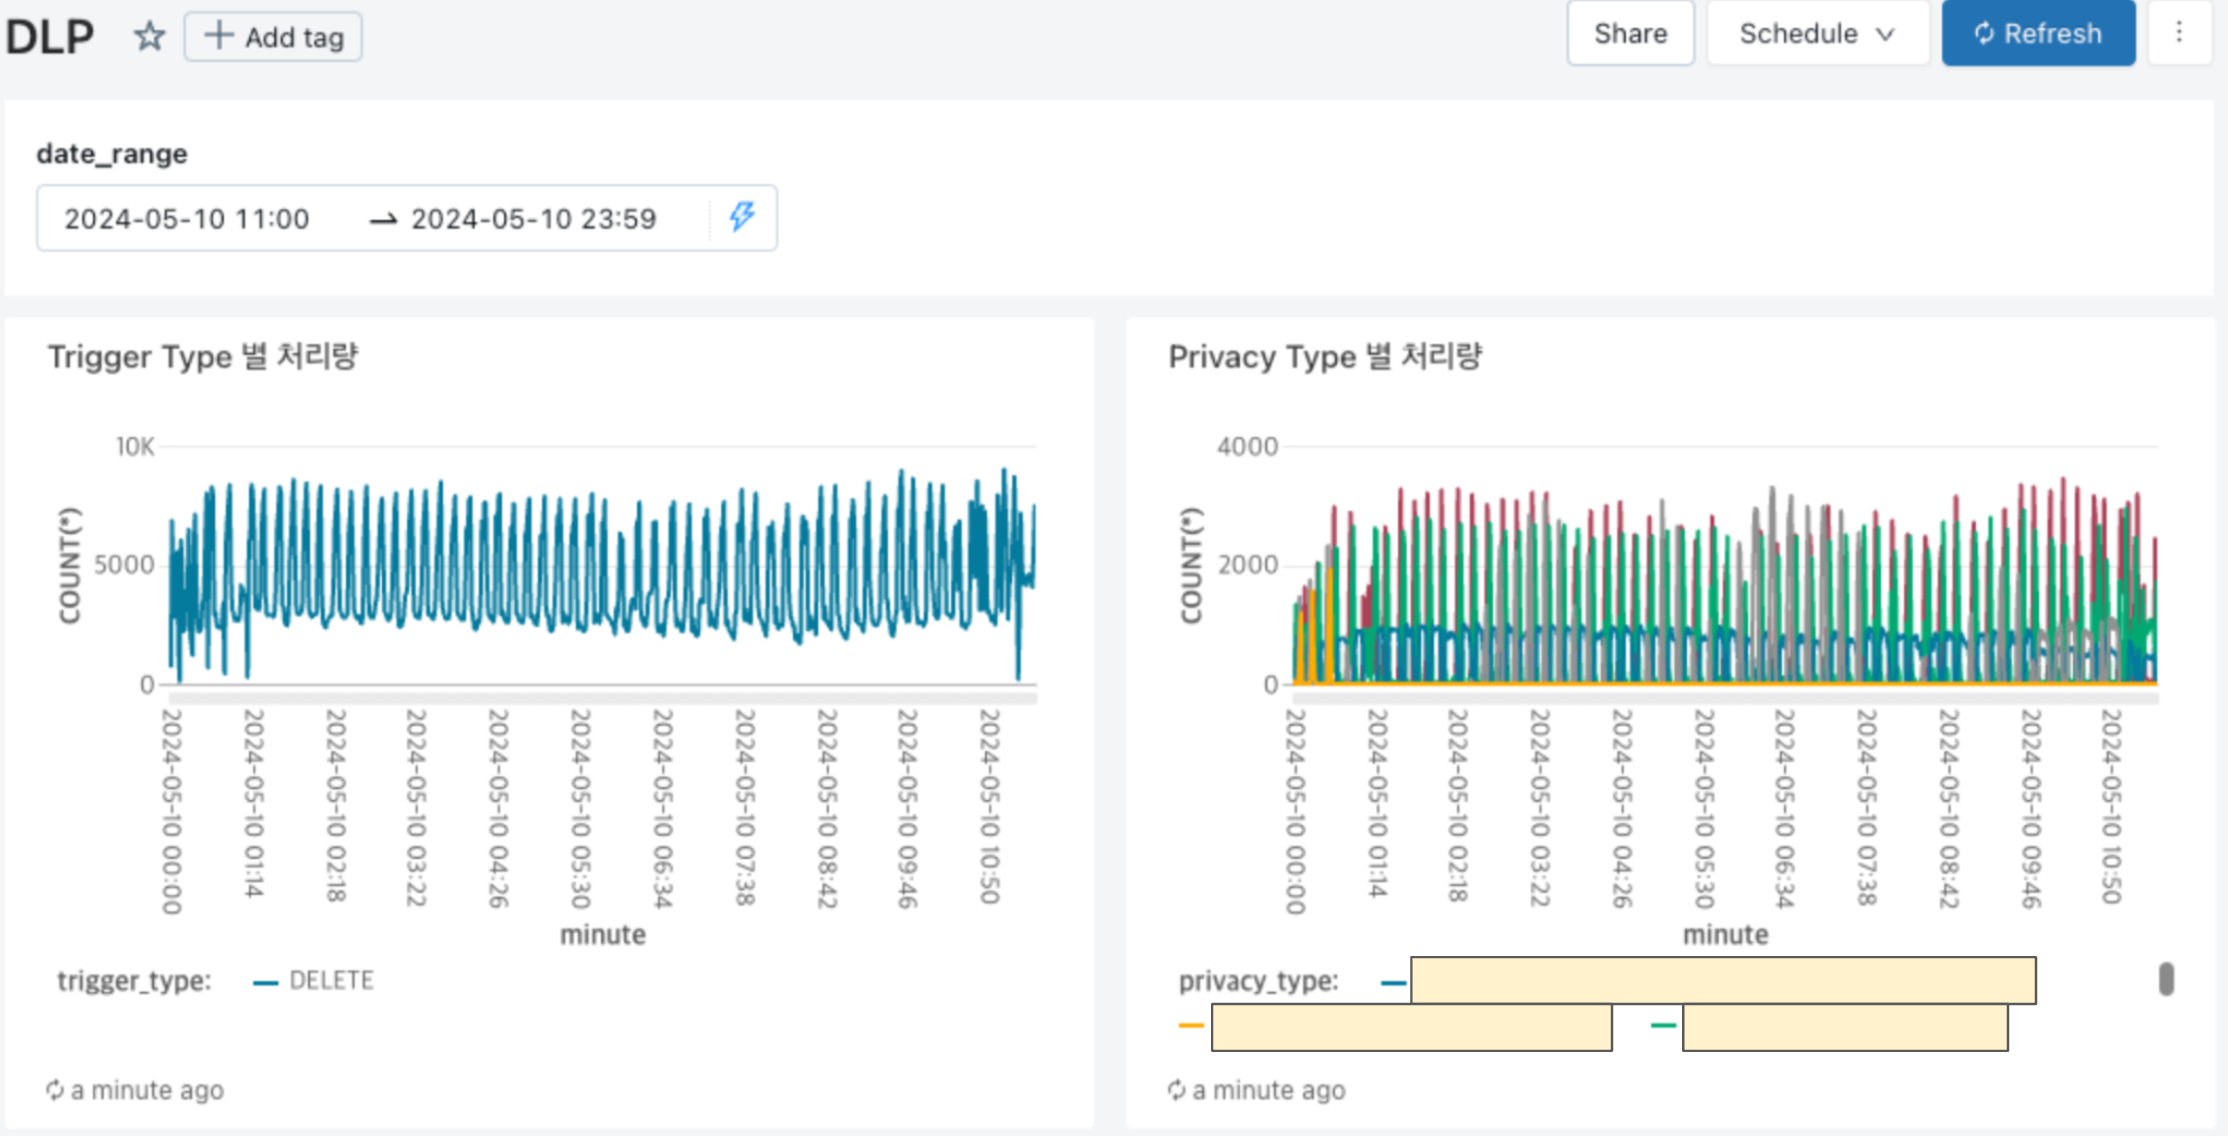 DLP
Add tag
Share
Schedule
Refresh
date_range
2024-05-10 11:00
2024-05-10 23:59
Trigger Type 별 처리량
10K
5000
0
COUNT(*)
2024-05-10 00:00
2024-05-10 01:14
2024-05-10 02:18
2024-05-10 03:22
2024-05-10 04:26
2024-05-10 05:30
2024-05-10 06:34
2024-05-10 07:38
2024-05-10 08:42
2024-05-10 09:46
2024-05-10 10:50
minute
trigger_type:
DELETE
a minute ago
Privacy Type 별 처리량
4000
2000
0
COUNT(*)
2024-05-10 00:00
2024-05-10 01:14
2024-05-10 02:18
2024-05-10 03:22
2024-05-10 04:26
2024-05-10 05:30
2024-05-10 06:34
2024-05-10 07:38
2024-05-10 08:42
2024-05-10 09:46
2024-05-10 10:50
minute
privacy_type:
a minute ago